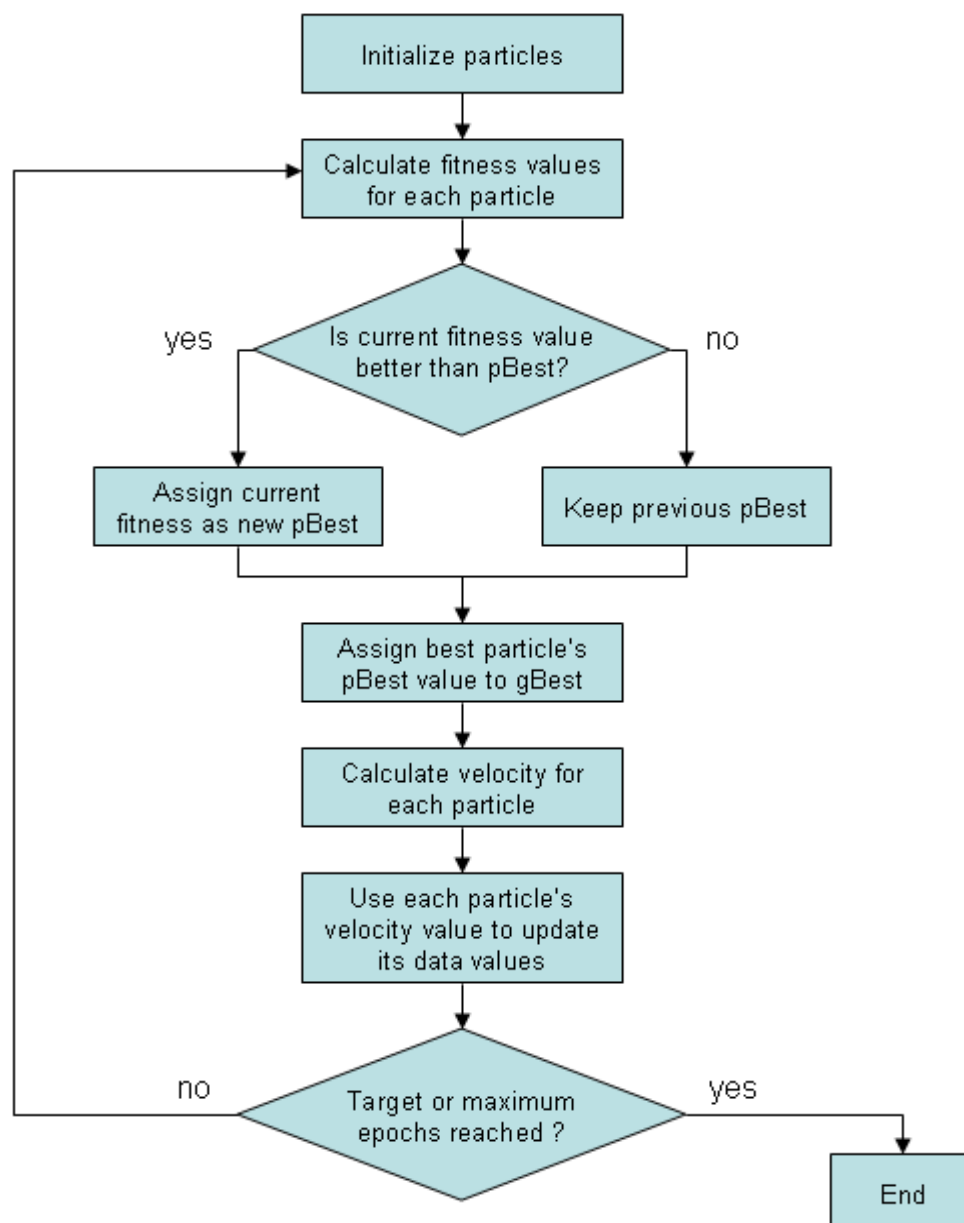 Initialize particles
Calculate fitness values
for each particle
Is current fitness value
better than pBest?
yes
no
Assign current
fitness as new pBest
Keep previous pBest
Assign best particle's
pBest value to gBest
Calculate velocity for
each particle
Use each particle's
velocity value to update
its data values
Target or maximum
epochs reached ?
no
yes
End